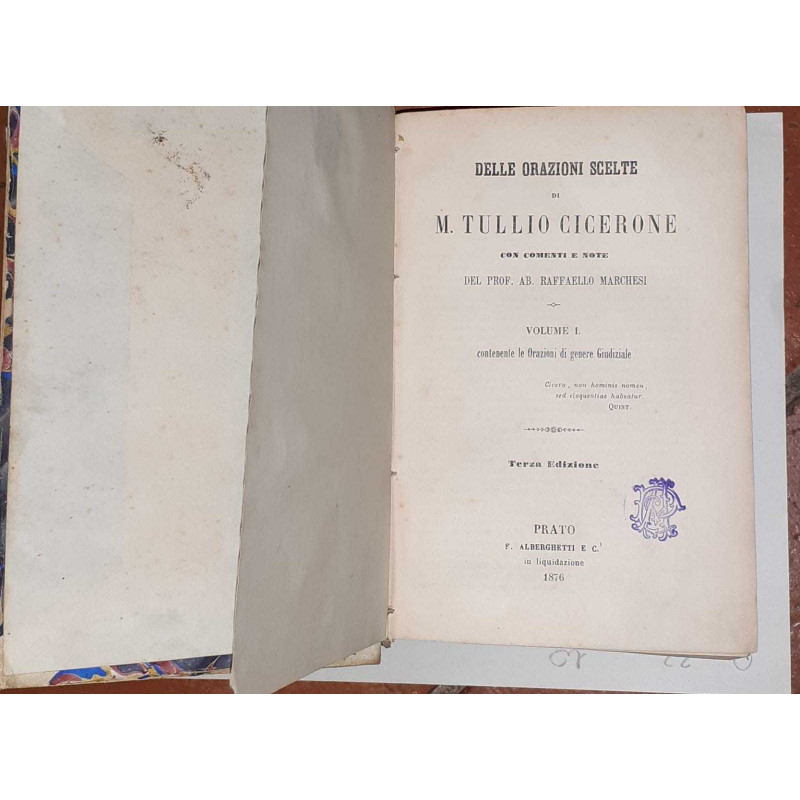 DELLE ORAZIONI SCELTE
DI
M. TULLIO CICERONE
CON COMENTI E NOTE
DEL PROF. AB. RAFFAELLO MARCHESI
VOLUME I.
contenente le Orazioni di genere Giudiziale
Cicero, non hominis nomen,
sed eloquentiae habeatur.
QUINT.
Terza Edizione
PRATO
F. ALBERGHETTI E C.
in liquidazione
1876